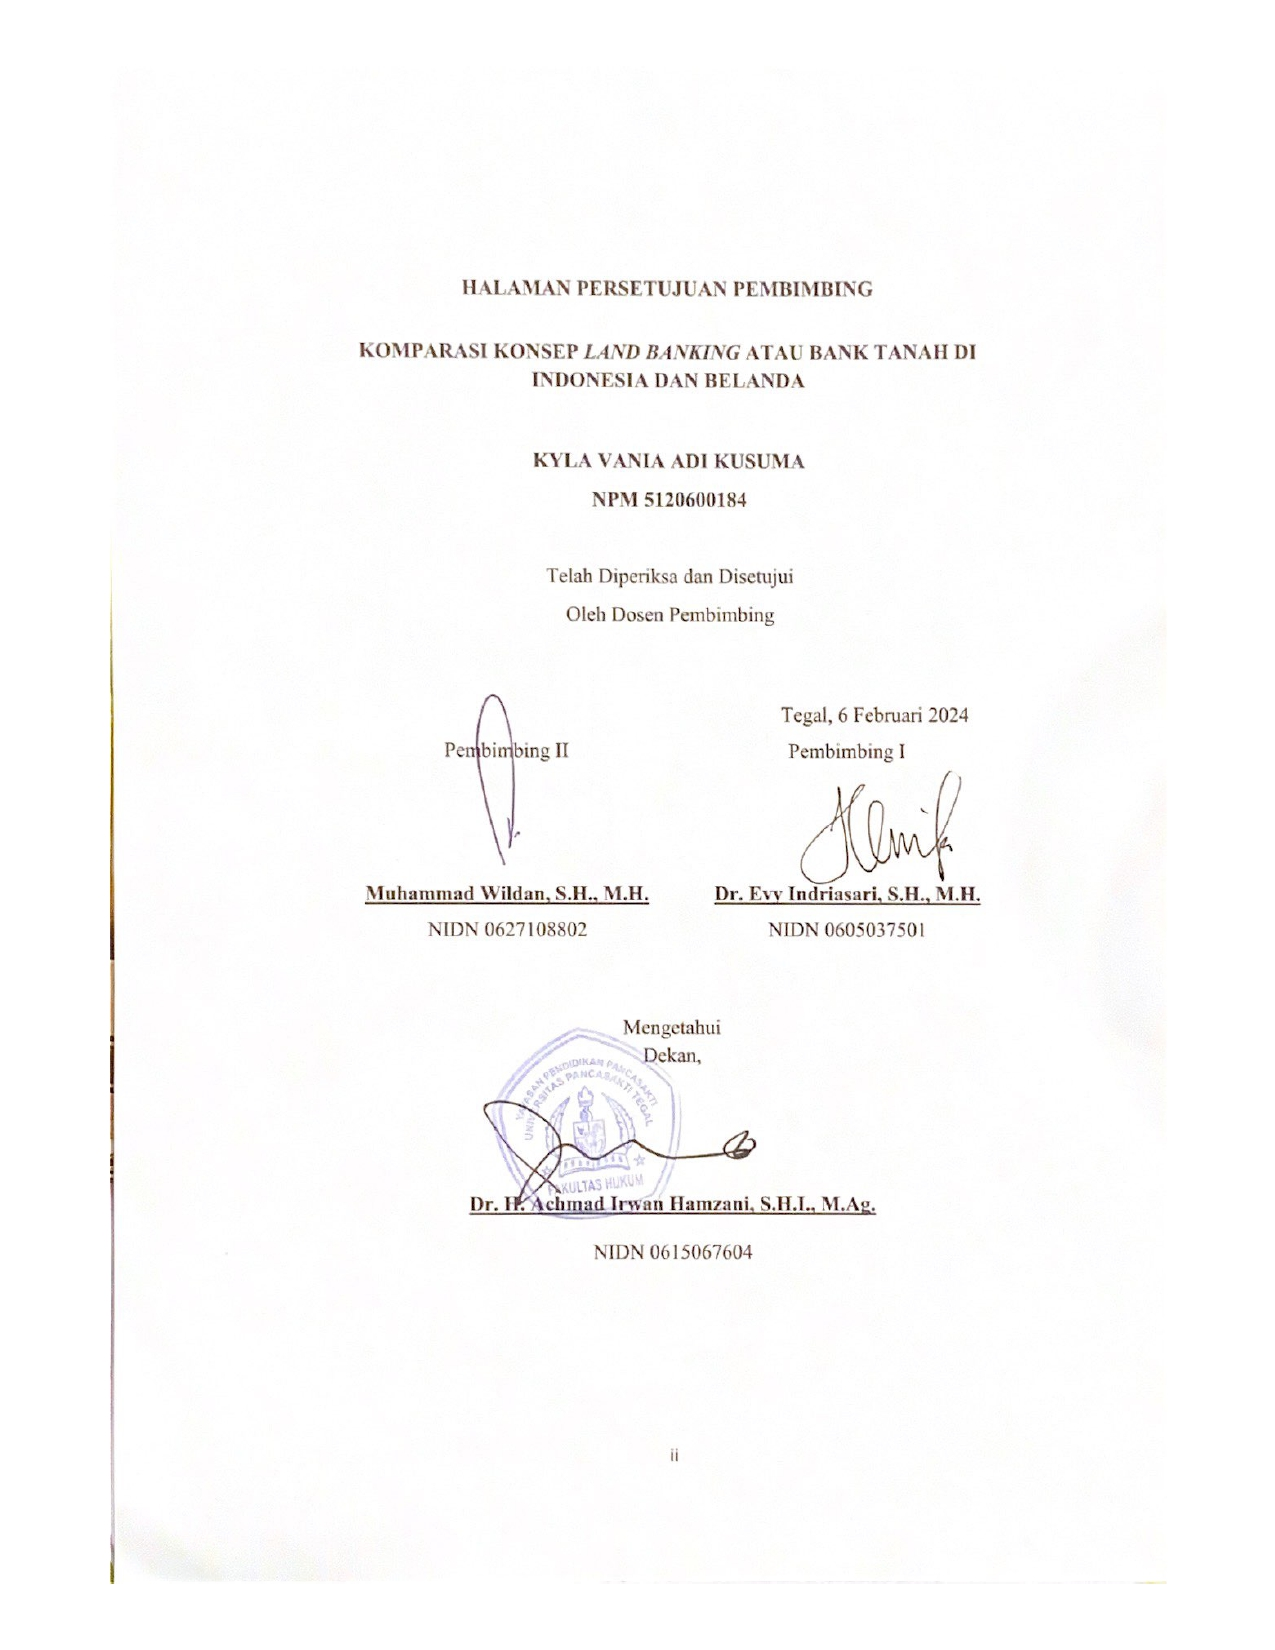 HALAMAN PERSETUJUAN PEMBIMBING
KOMPARASI KONSEP LAND BANKING ATAU BANK TANAH DI
INDONESIA DAN BELANDA
KYLA VANIA ADI KUSUMA
NPM 5120600184
Telah Diperiksa dan Disetujui
Oleh Dosen Pembimbing
Tegal, 6 Februari 2024
Pembimbing II
Pembimbing I
Muhammad Wildan, S.H., M.H.
Dr. Evy Indriasari, S.H., M.H.
NIDN 0627108802
NIDN 0605037501
Mengetahui
Dekan,
YAYASAN PENDIDIKAN PANCASAKTI
UNIVERSITAS PANCASAKTI TEGAL
FAKULTAS HUKUM
Dr. H. Achmad Irwan Hamzani, S.H.I., M.Ag.
NIDN 0615067604
ii